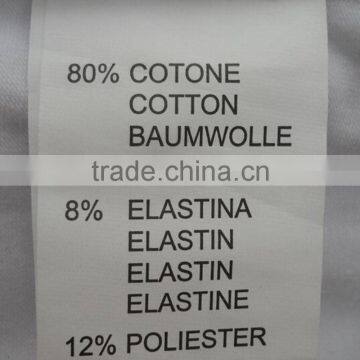 80% COTONE
COTTON
BAUMWOLLE
trade.china.cn
8% ELASTINA
ELASTIN
ELASTIN
ELASTINE
12% POLIESTER